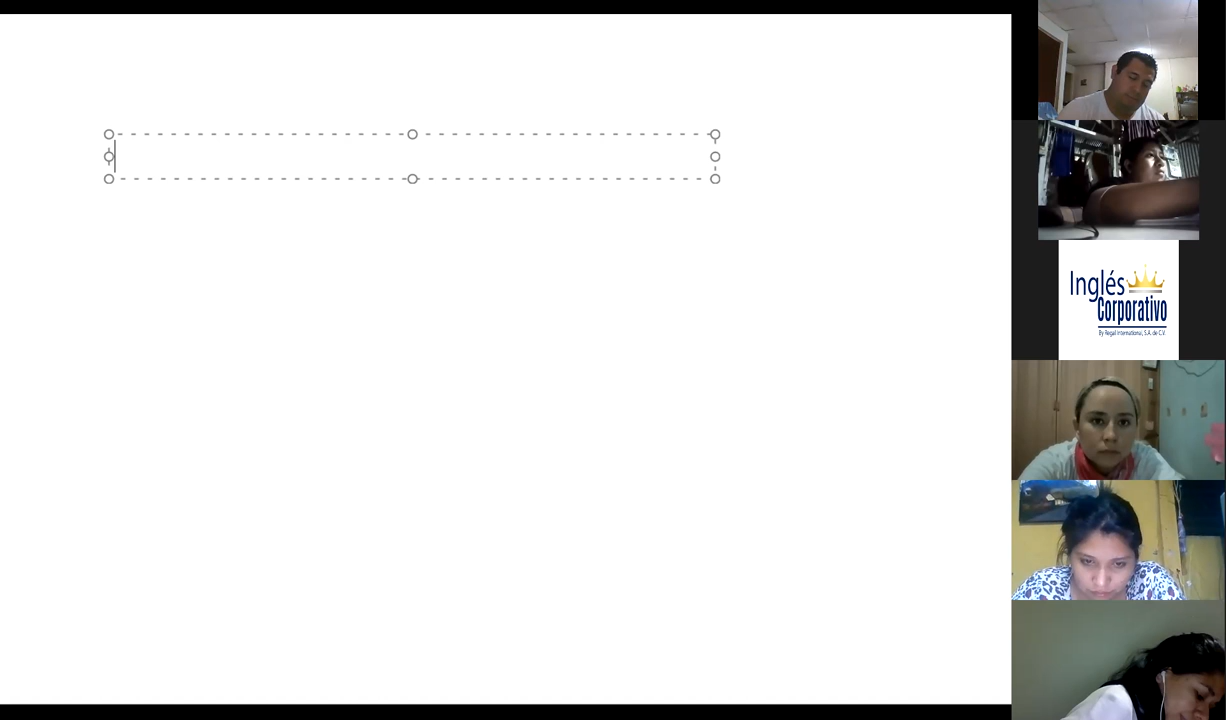 Inglés
Corporativo
By Regal International, S.A. de C.V.